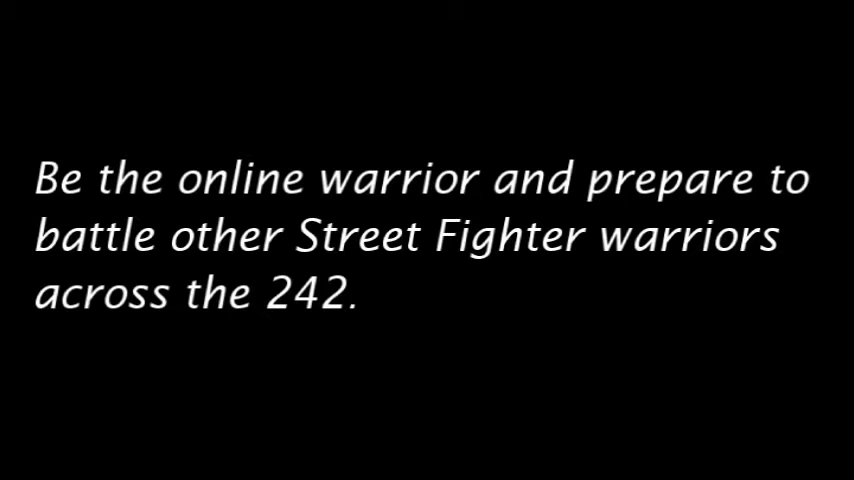 Be the online warrior and prepare to
battle other Street Fighter warriors
across the 242.